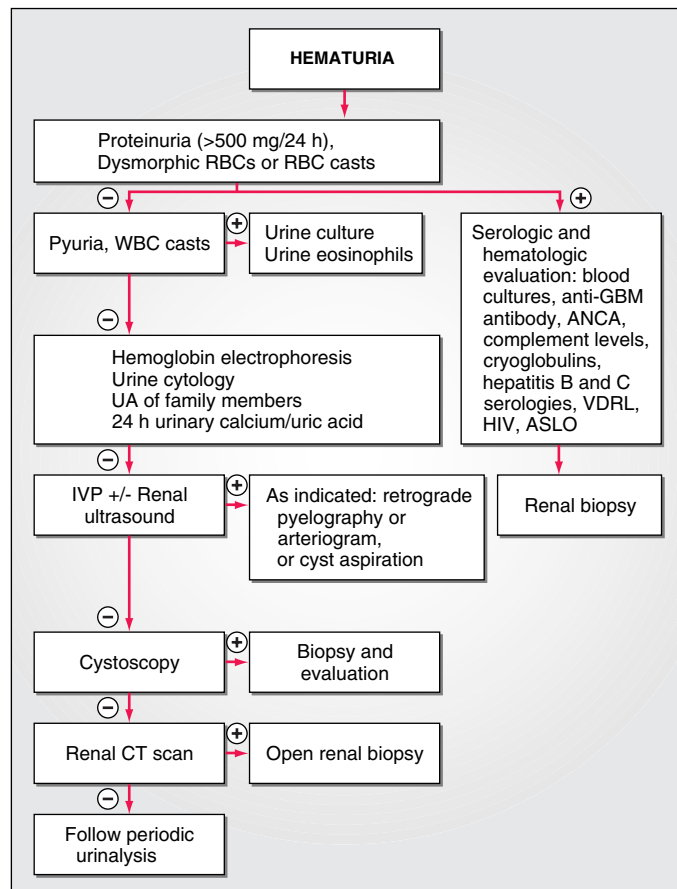 HEMATURIA
Proteinuria (>500 mg/24 h),
Dysmorphic RBCs or RBC casts
−
+
Pyuria, WBC casts
+
Urine culture
Urine eosinophils
Serologic and
hematologic
evaluation: blood
cultures, anti-GBM
antibody, ANCA,
complement levels,
cryoglobulins,
hepatitis B and C
serologies, VDRL,
HIV, ASLO
−
Hemoglobin electrophoresis
Urine cytology
UA of family members
24 h urinary calcium/uric acid
−
IVP +/- Renal
ultrasound
+
As indicated: retrograde
pyelography or
arteriogram,
or cyst aspiration
Renal biopsy
−
Cystoscopy
+
Biopsy and
evaluation
−
Renal CT scan
+
Open renal biopsy
−
Follow periodic
urinalysis